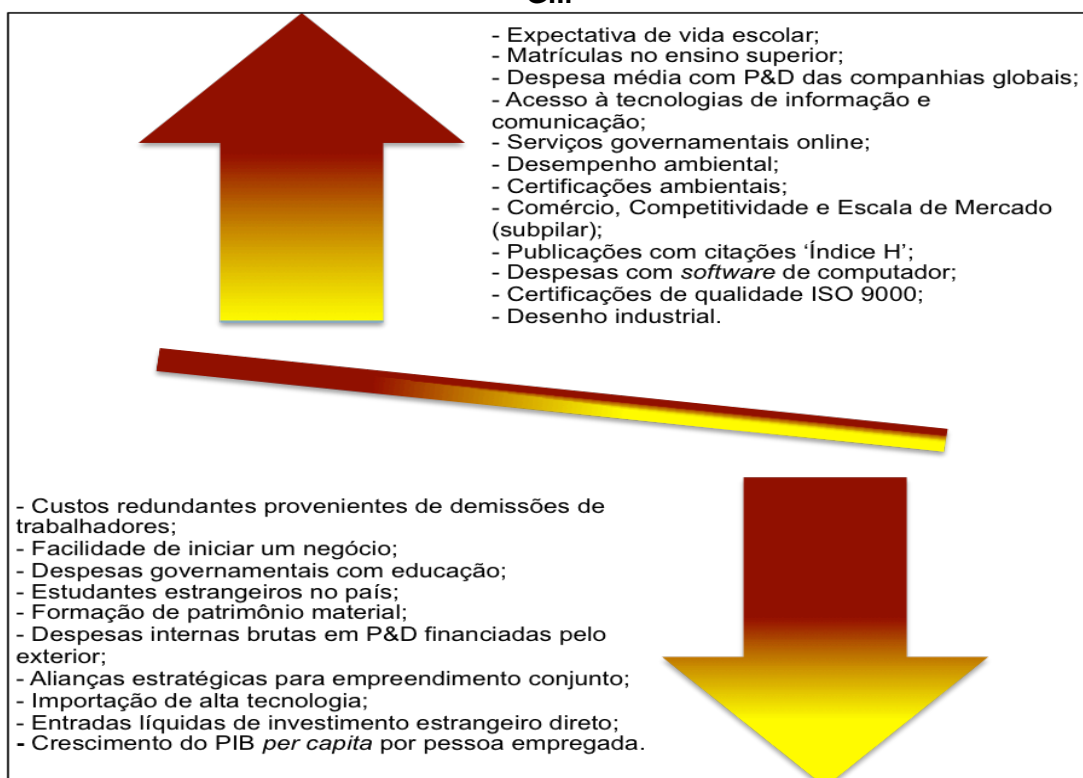 - Expectativa de vida escolar;
- Matrículas no ensino superior;
- Despesa média com P&D das companhias globais;
- Acesso à tecnologias de informação e
comunicação;
- Serviços governamentais online;
- Desempenho ambiental;
- Certificações ambientais;
- Comércio, Competitividade e Escala de Mercado
(subpilar);
- Publicações com citações ‘Índice H’;
- Despesas com software de computador;
- Certificações de qualidade ISO 9000;
- Desenho industrial.
- Custos redundantes provenientes de demissões de
trabalhadores;
- Facilidade de iniciar um negócio;
- Despesas governamentais com educação;
- Estudantes estrangeiros no país;
- Formação de patrimônio material;
- Despesas internas brutas em P&D financiadas pelo
exterior;
- Alianças estratégicas para empreendimento conjunto;
- Importação de alta tecnologia;
- Entradas líquidas de investimento estrangeiro direto;
- Crescimento do PIB per capita por pessoa empregada.